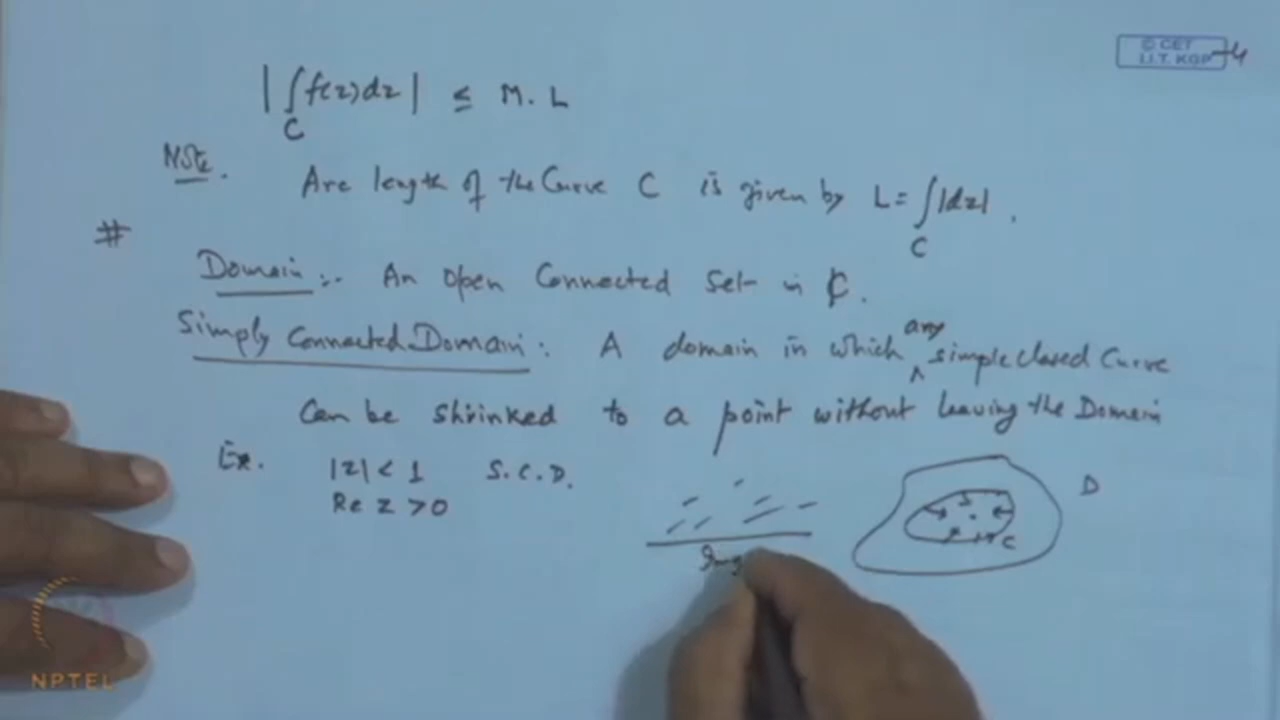 © CET
I.I.T. KGP
|∫f(z)dz| ≤ M. L
C
Note.
Arc length of the Curve C is given by L = ∫|dz| .
C
#
Domain :- An open Connected Set in ₵.
Simply Connected Domain : A domain in which any simple closed Curve
Can be shrinked to a point without leaving the Domain
Ex. |z| < 1 S.C.D.
Re z > 0
D
C
NPTEL